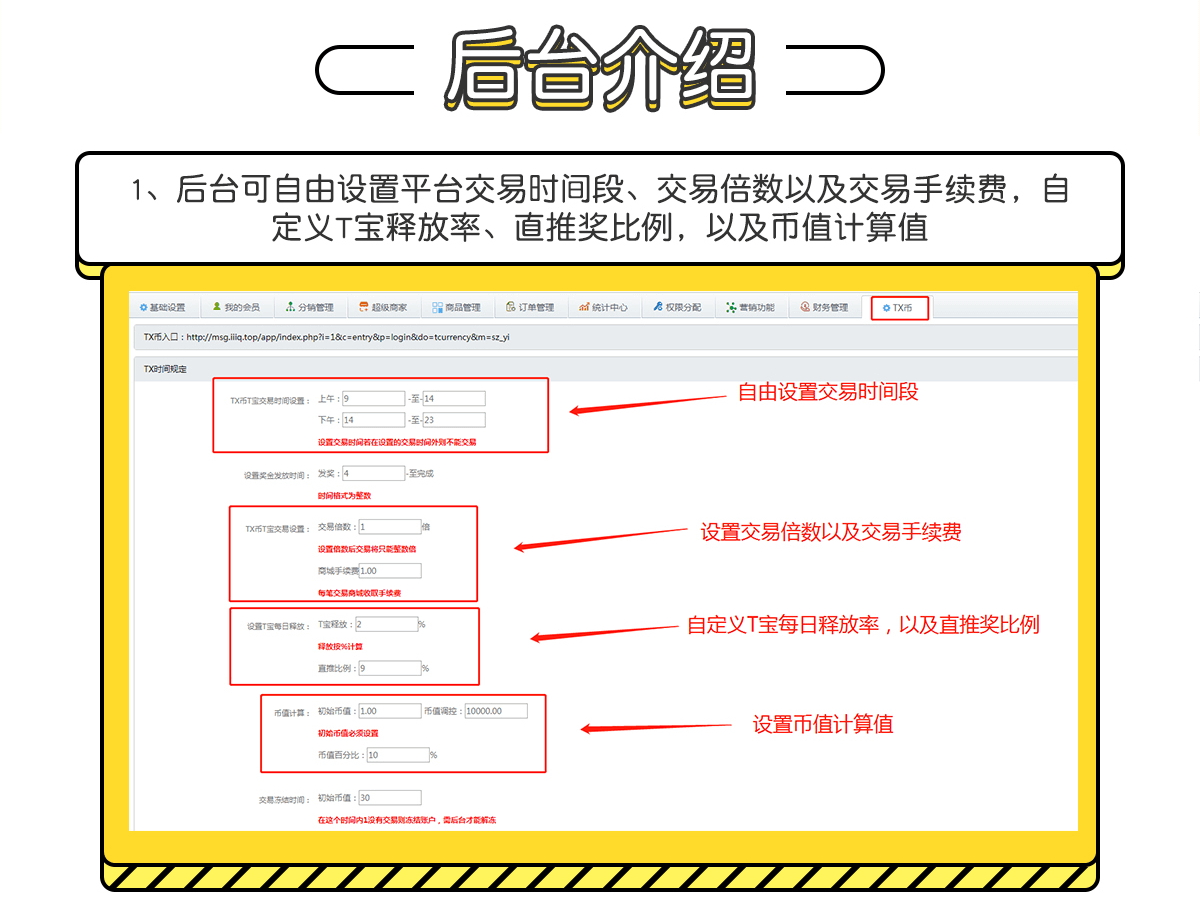 后台介绍
1、后台可自由设置平台交易时间段、交易倍数以及交易手续费，自
定义T宝释放率、直推奖比例，以及币值计算值
基础设置 我的会员 分销管理 超级商家 商品管理 订单管理 统计中心 权限分配 营销功能 财务管理 TX币
TX币入口：http://msg.iiiq.top/app/index.php?i=1&c=entry&p=login&do=tcurrency&m=sz_yi
TX时间规定
TX币T宝交易时间设置： 上午：9 -至-14
自由设置交易时间段
下午：14 -至-23
设置交易时间若在设置的交易时间外则不能交易
设置奖金发放时间： 发奖：4 -至完成
时间格式为整数
TX币T宝交易设置： 交易倍数：1 倍
设置交易倍数以及交易手续费
设置倍数后交易将只能整数倍
商城手续费1.00
每笔交易商城收取手续费
设置T宝每日释放： T宝释放：2 %
自定义T宝每日释放率，以及直推奖比例
释放按%计算
直推比例：9 %
币值计算： 初始币值：1.00 币值调控：10000.00
设置币值计算值
初始币值必须设置
币值百分比：10 %
交易冻结时间： 初始币值：30
在这个时间内1没有交易则冻结账户，需后台才能解冻